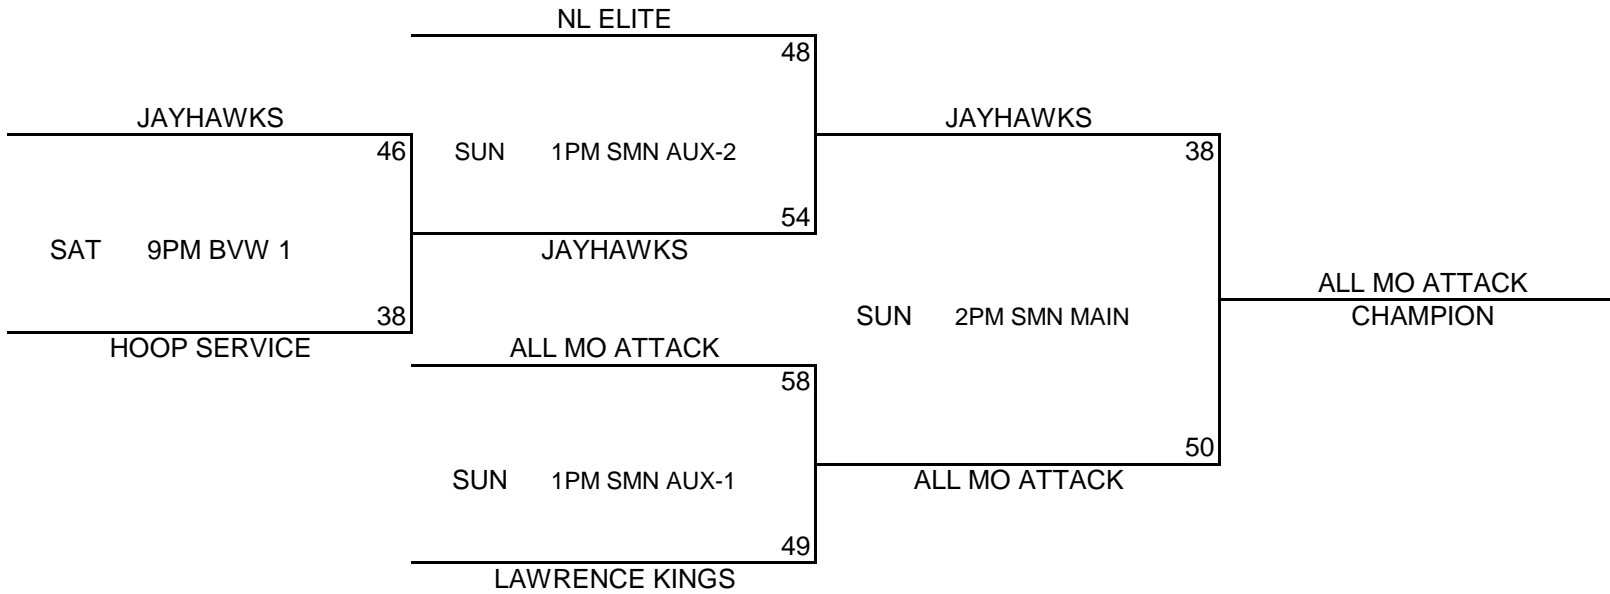 NL ELITE
48
JAYHAWKS
JAYHAWKS
46
SUN 1PM SMN AUX-2
38
54
SAT 9PM BVW 1
JAYHAWKS
ALL MO ATTACK
38
SUN 2PM SMN MAIN
CHAMPION
HOOP SERVICE
ALL MO ATTACK
58
50
SUN 1PM SMN AUX-1
ALL MO ATTACK
49
LAWRENCE KINGS